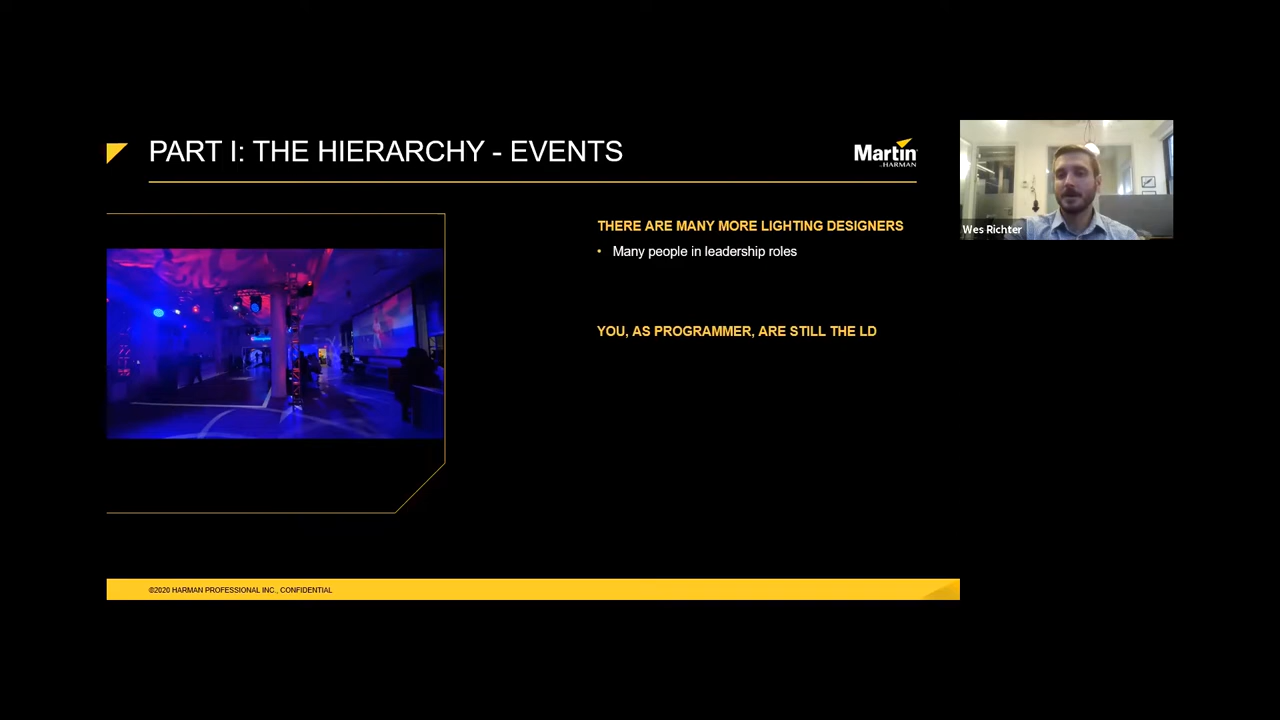 PART I: THE HIERARCHY - EVENTS
Martin
by HARMAN
Wes Richter
THERE ARE MANY MORE LIGHTING DESIGNERS
• Many people in leadership roles
YOU, AS PROGRAMMER, ARE STILL THE LD
©2020 HARMAN PROFESSIONAL INC., CONFIDENTIAL